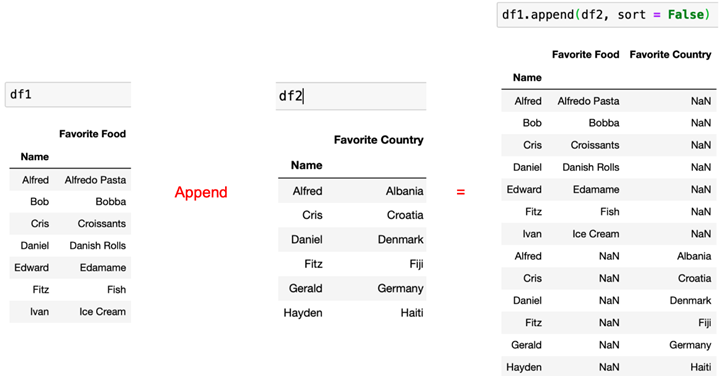 df1
Favorite Food
Name
Alfred Alfredo Pasta
Bob Bobba
Cris Croissants
Daniel Danish Rolls
Edward Edamame
Fitz Fish
Ivan Ice Cream
Append
df2
Favorite Country
Name
Alfred Albania
Cris Croatia
Daniel Denmark
Fitz Fiji
Gerald Germany
Hayden Haiti
=
df1.append(df2, sort = False)
Favorite Food Favorite Country
Name
Alfred Alfredo Pasta NaN
Bob Bobba NaN
Cris Croissants NaN
Daniel Danish Rolls NaN
Edward Edamame NaN
Fitz Fish NaN
Ivan Ice Cream NaN
Alfred NaN Albania
Cris NaN Croatia
Daniel NaN Denmark
Fitz NaN Fiji
Gerald NaN Germany
Hayden NaN Haiti